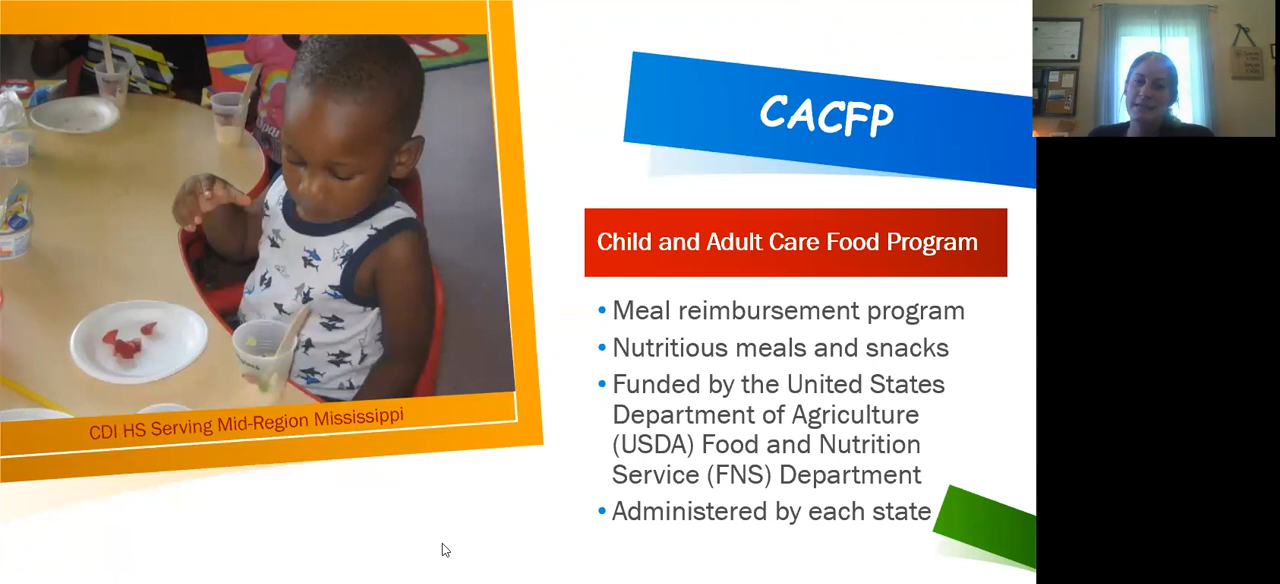 CACFP
Child and Adult Care Food Program
• Meal reimbursement program
• Nutritious meals and snacks
• Funded by the United States
Department of Agriculture
(USDA) Food and Nutrition
Service (FNS) Department
• Administered by each state
CDI HS Serving Mid-Region Mississippi